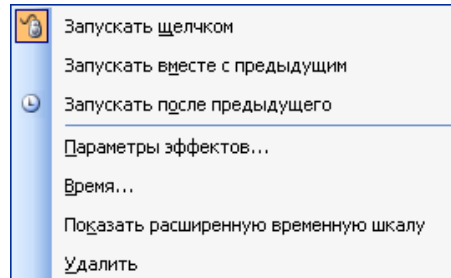 Запускать щелчком
Запускать вместе с предыдущим
Запускать после предыдущего
Параметры эффектов...
Время...
Показать расширенную временную шкалу
Удалить